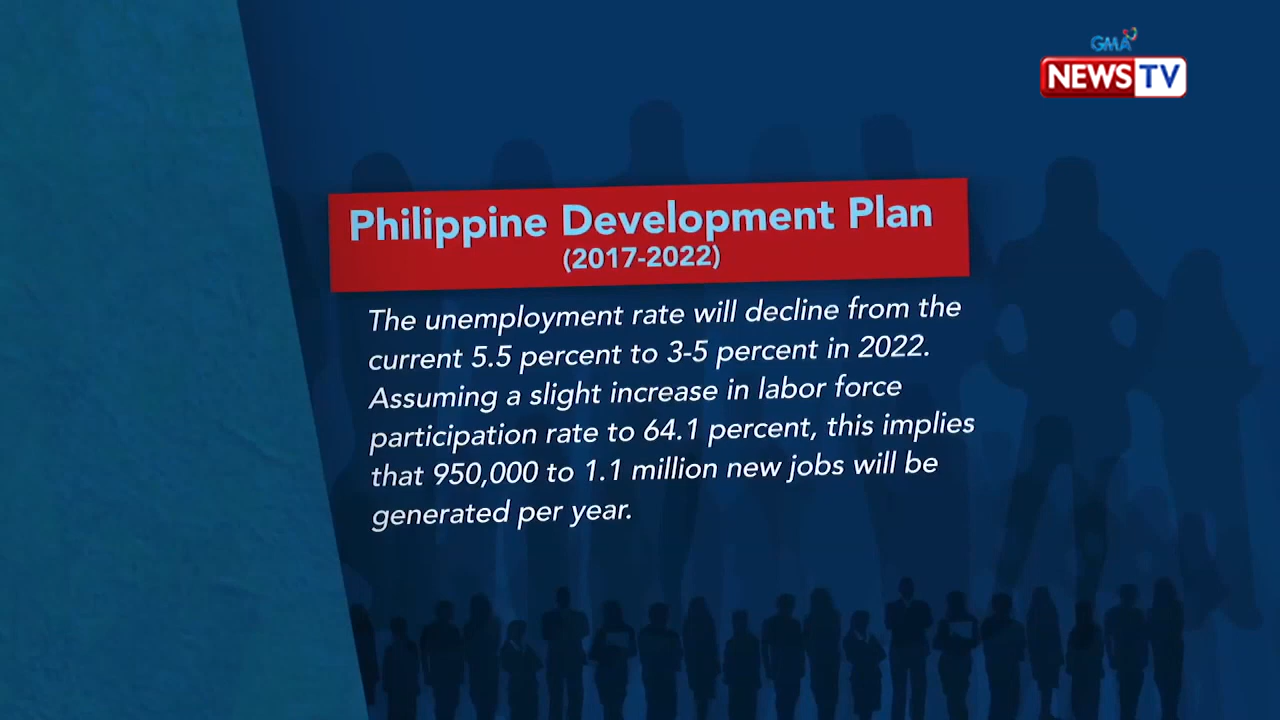 GMA
NEWS TV
Philippine Development Plan
(2017-2022)
The unemployment rate will decline from the
current 5.5 percent to 3-5 percent in 2022.
Assuming a slight increase in labor force
participation rate to 64.1 percent, this implies
that 950,000 to 1.1 million new jobs will be
generated per year.